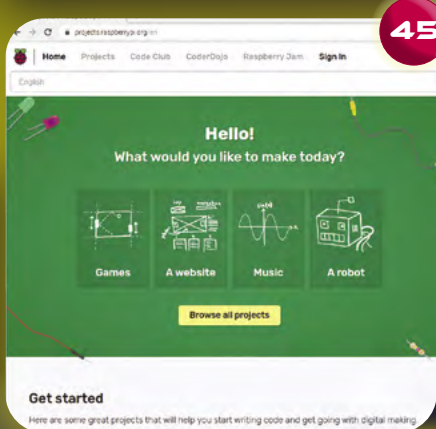 45
projects.raspberrypi.org/en
Home Projects Code Club CoderDojo Raspberry Jam Sign In
English
Hello!
What would you like to make today?
Games A website Music A robot
Browse all projects
Get started
Here are some great projects that will help you start writing code and get going with digital making.